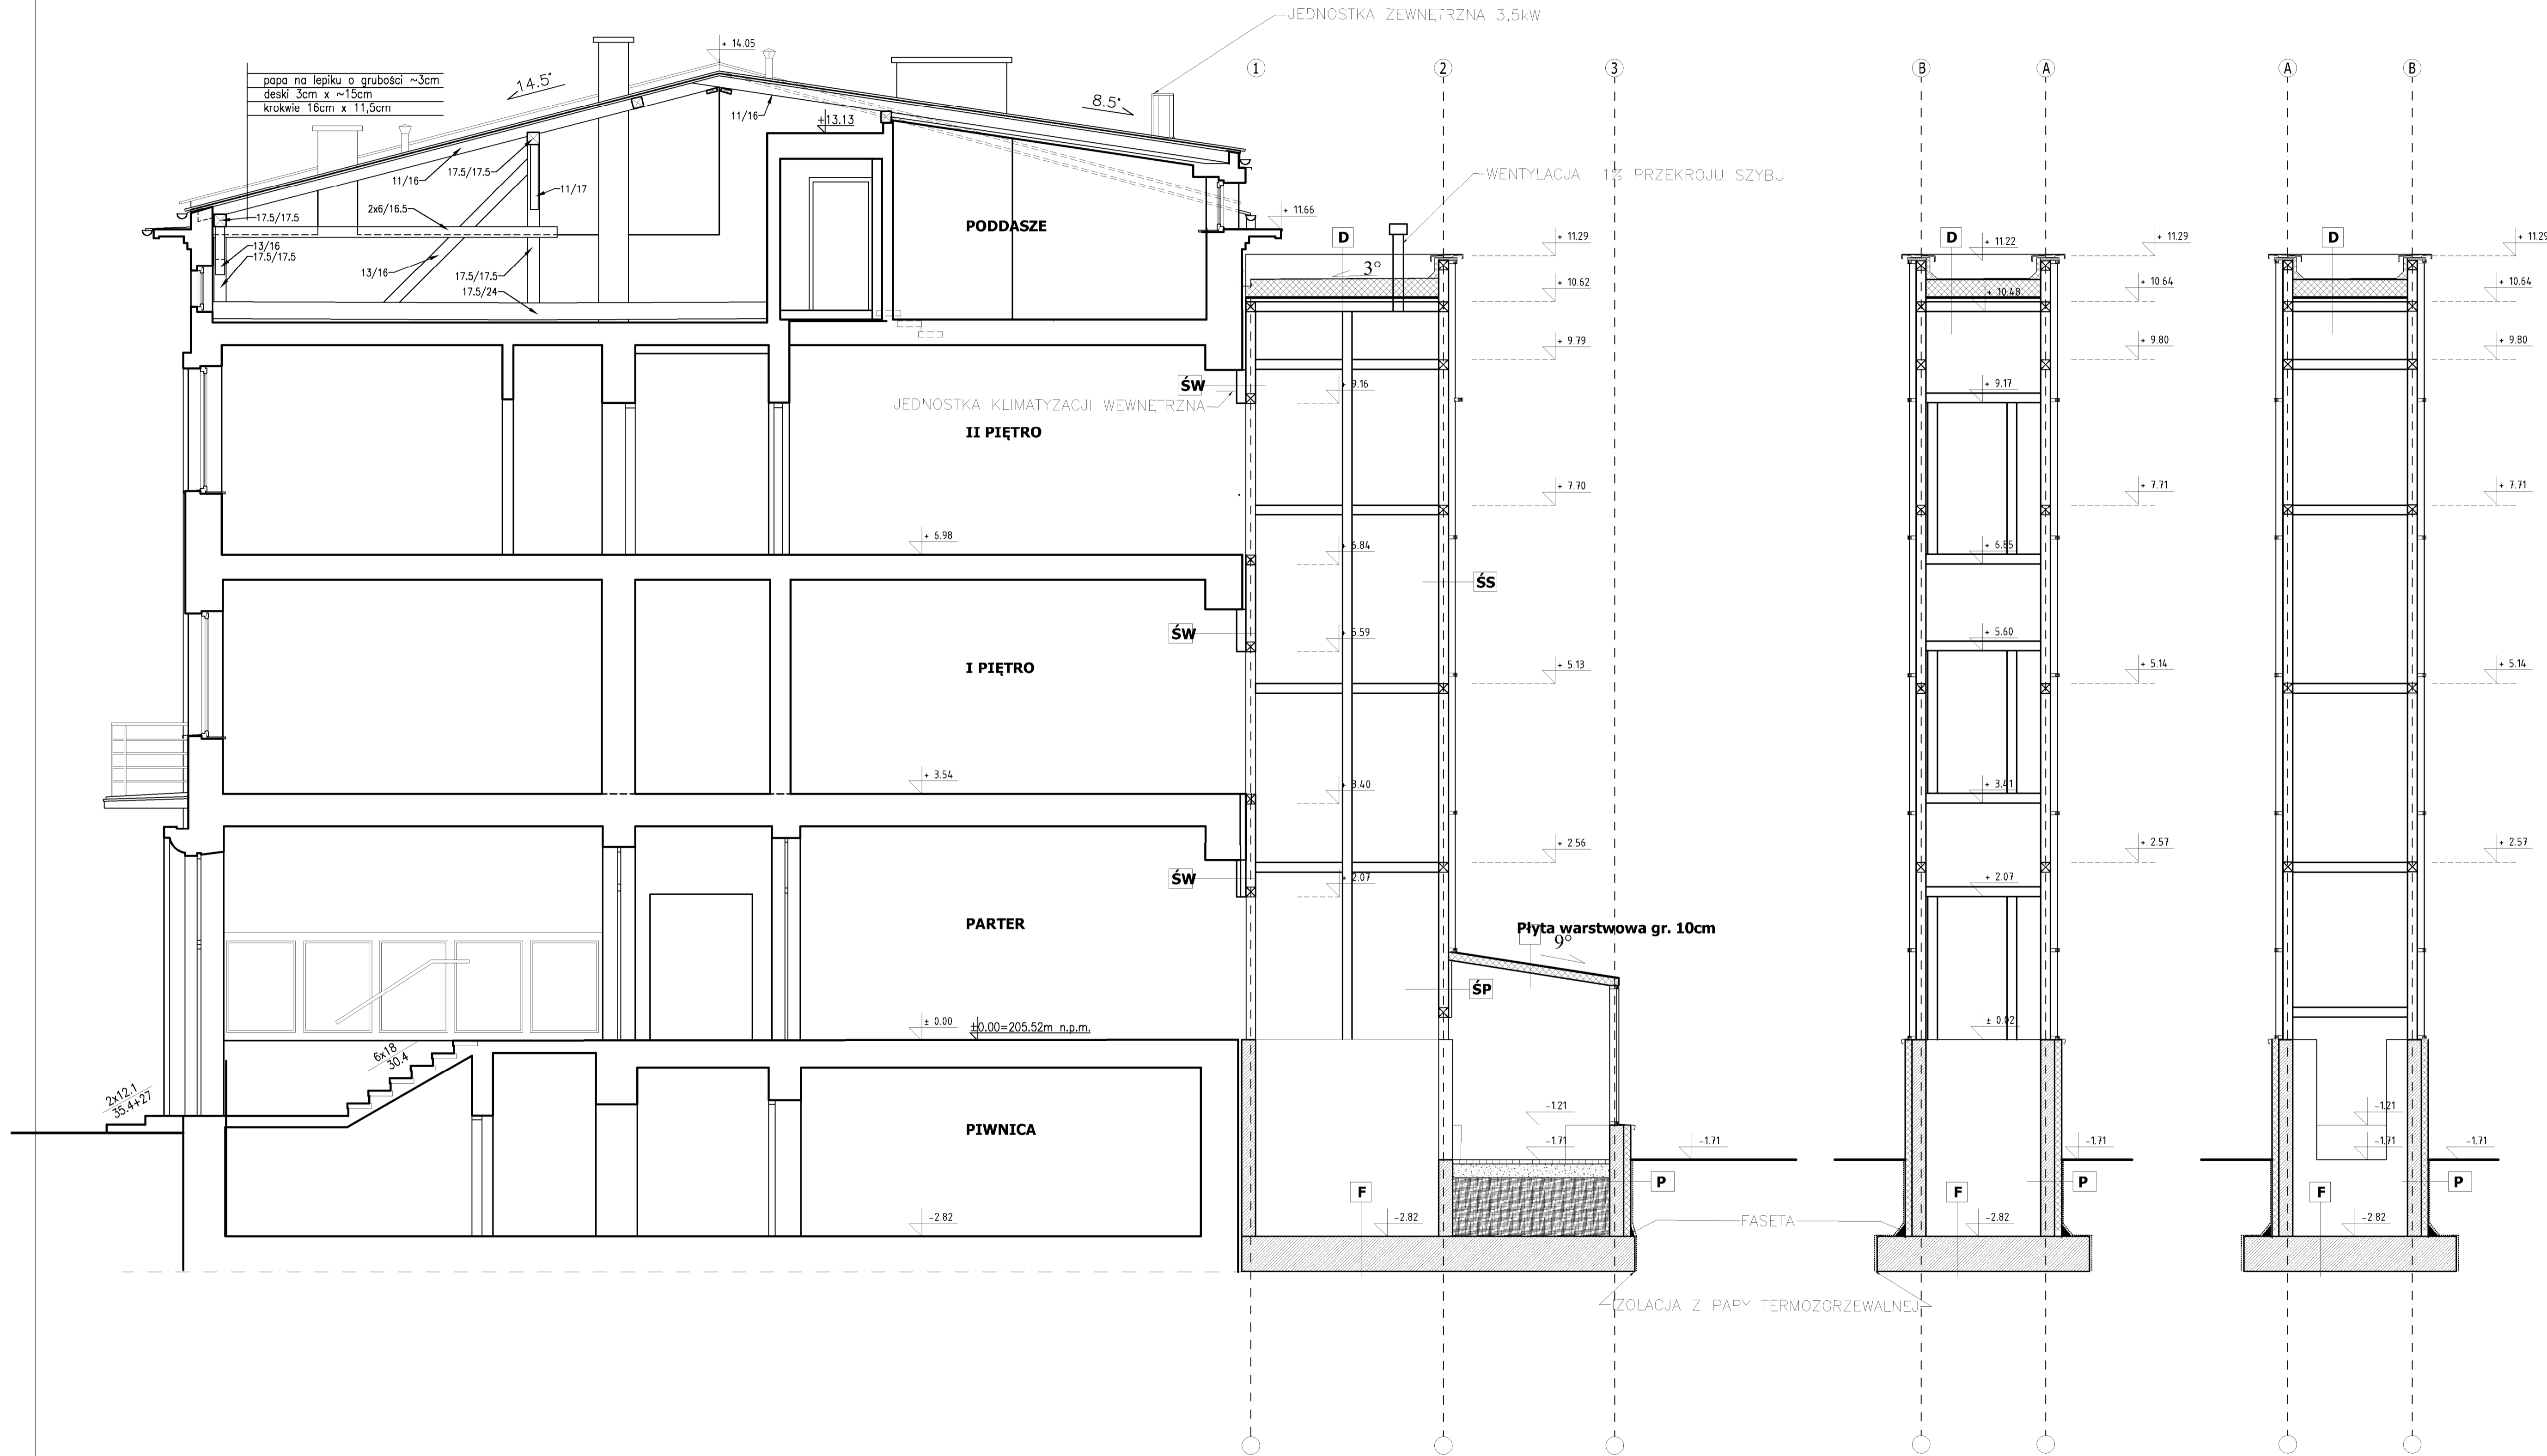 JEDNOSTKA ZEWNĘTRZNA 3,5kW
+ 14.05
papa na lepiku o grubości ~3cm
deski 3cm x ~15cm
krokwie 16cm x 11,5cm
14.5°
8.5°
11/16
+13.13
1
2
3
B
A
A
B
11/16
17.5/17.5
11/17
17.5/17.5
2x6/16.5
13/16
17.5/17.5
13/16
17.5/17.5
17.5/24
PODDASZE
WENTYLACJA 1% PRZEKROJU SZYBU
+ 11.66
D
3°
+ 11.29
+ 10.62
+ 9.79
ŚW
+ 9.16
JEDNOSTKA KLIMATYZACJI WEWNĘTRZNA
II PIĘTRO
+ 7.70
+ 6.98
+ 6.84
ŚS
ŚW
+ 5.59
I PIĘTRO
+ 5.13
+ 3.54
+ 3.40
+ 2.56
ŚW
+ 2.07
PARTER
Płyta warstwowa gr. 10cm
9°
ŚP
± 0.00
±0.00=205.52m n.p.m.
6x18
30.4
2x12.1
35.4+27
PIWNICA
-1.21
-1.71
-1.71
P
F
-2.82
-2.82
FASETA
IZOLACJA Z PAPY TERMOZGRZEWALNEJ
D
+ 11.22
+ 11.29
+ 10.48
+ 10.64
+ 9.80
+ 9.17
+ 7.71
+ 6.85
+ 5.60
+ 5.14
+ 3.41
+ 2.57
+ 2.07
± 0.02
-1.71
P
F
-2.82
D
+ 11.29
+ 10.64
+ 9.80
+ 7.71
+ 5.14
+ 2.57
-1.21
-1.71
-1.71
P
F
-2.82